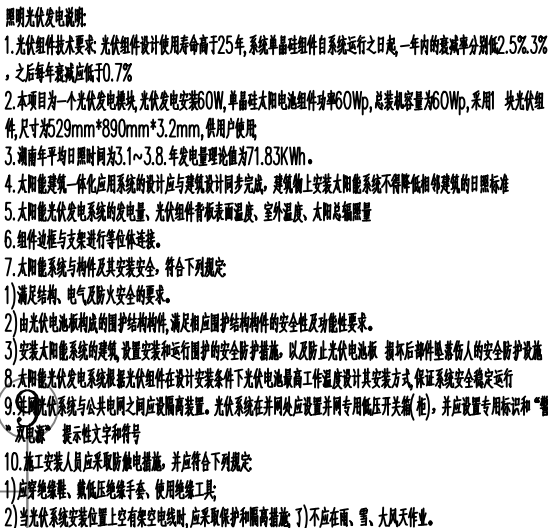 照明光伏发电说明:
1.光伏组件技术要求: 光伏组件设计使用寿命高于25年,系统单晶硅组件自系统运行之日起,一年内的衰减率分别低2.5%.3%
,之后每年衰减应低于0.7%
2.本项目为一个光伏发电模块,光伏发电安装60W,单晶硅太阳电池组件功率60Wp,总装机容量为60Wp,采用1 块光伏组
件,尺寸为529mm*890mm*3.2mm,供用户使用;
3.湖南年平均日照时间为3.1~3.8.年发电量理论值为71.83KWh。
4.太阳能建筑一体化应用系统的设计应与建筑设计同步完成,建筑物上安装太阳能系统不得降低相邻建筑的日照标准
5.太阳能光伏发电系统的发电量、光伏组件背板表面温度、室外温度、太阳总辐照量
6.组件边框与支架进行等位体连接。
7.太阳能系统与构件及其安装安全,符合下列规定:
1)满足结构、电气及防火安全的要求。
2)由光伏电池板构成的围护结构构件,满足相应围护结构构件的安全性及功能性要求。
3)安装太阳能系统的建筑,设置安装和运行围护的安全防护措施,以及防止光伏电池板 损坏后部件坠落伤人的安全防护设施
8.太阳能光伏发电系统根据光伏组件在设计安装条件下光伏电池最高工作温度设计其安装方式,保证系统安全稳定运行
9.并网光伏系统与公共电网之间应设隔离装置。光伏系统在并网处应设置并网专用低压开关箱(柜),并应设置专用标识和“警
”双电源” 提示性文字和符号
10.施工安装人员应采取防触电措施,并应符合下列规定:
1)应穿绝缘鞋、戴低压绝缘手套、使用绝缘工具;
2)当光伏系统安装位置上空有架空电线时,应采取保护和隔离措施; 3)不应在雨、雪、大风天作业.